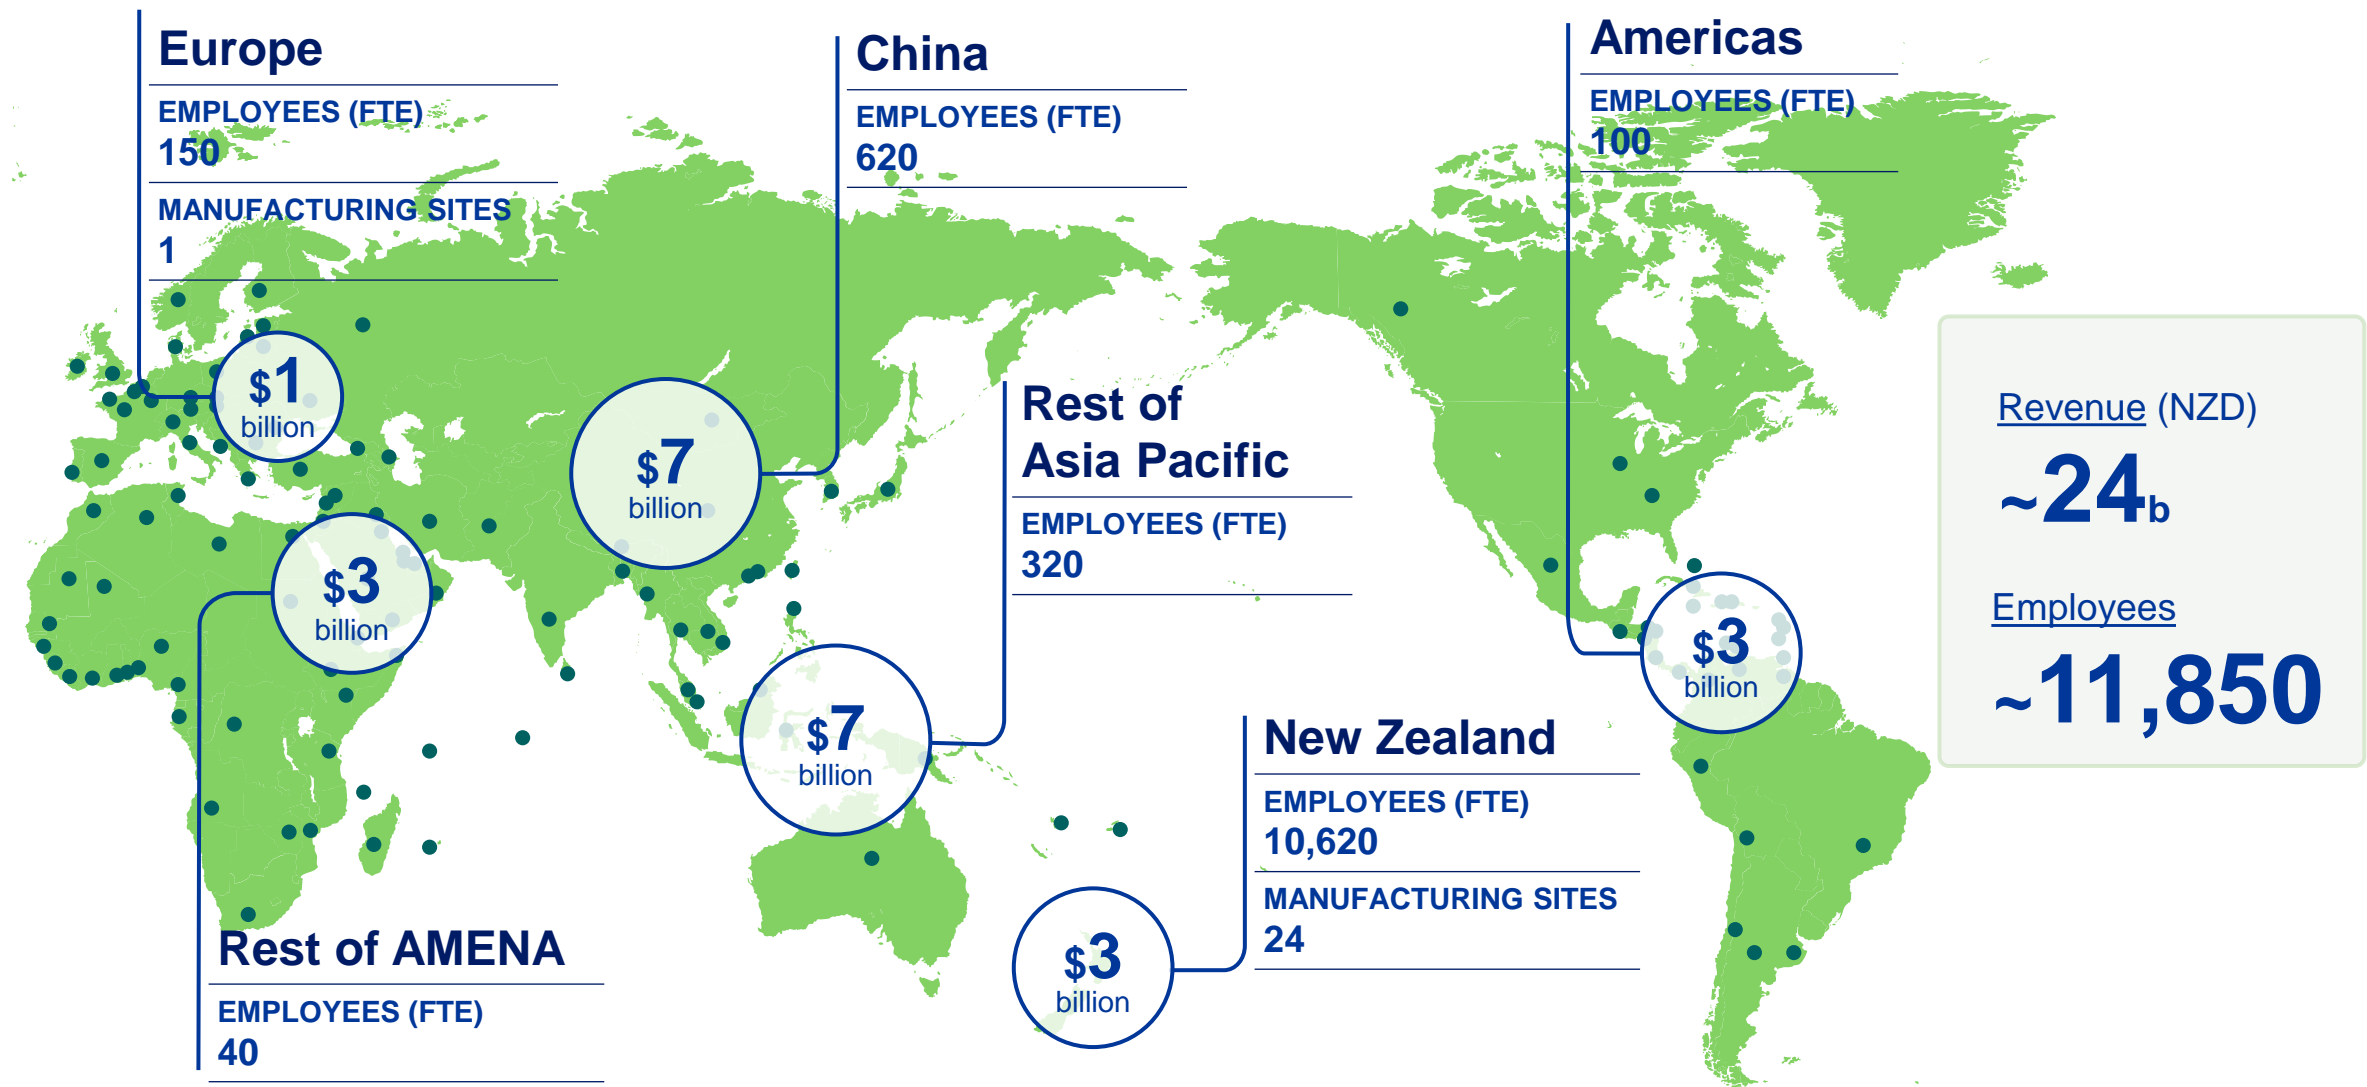 Europe
EMPLOYEES (FTE)
150
MANUFACTURING SITES
1
$1
billion
China
EMPLOYEES (FTE)
620
$7
billion
Americas
EMPLOYEES (FTE)
100
$3
billion
Rest of
Asia Pacific
EMPLOYEES (FTE)
320
$7
billion
Rest of AMENA
EMPLOYEES (FTE)
40
$3
billion
New Zealand
EMPLOYEES (FTE)
10,620
MANUFACTURING SITES
24
$3
billion
Revenue (NZD)
~24b
Employees
~11,850